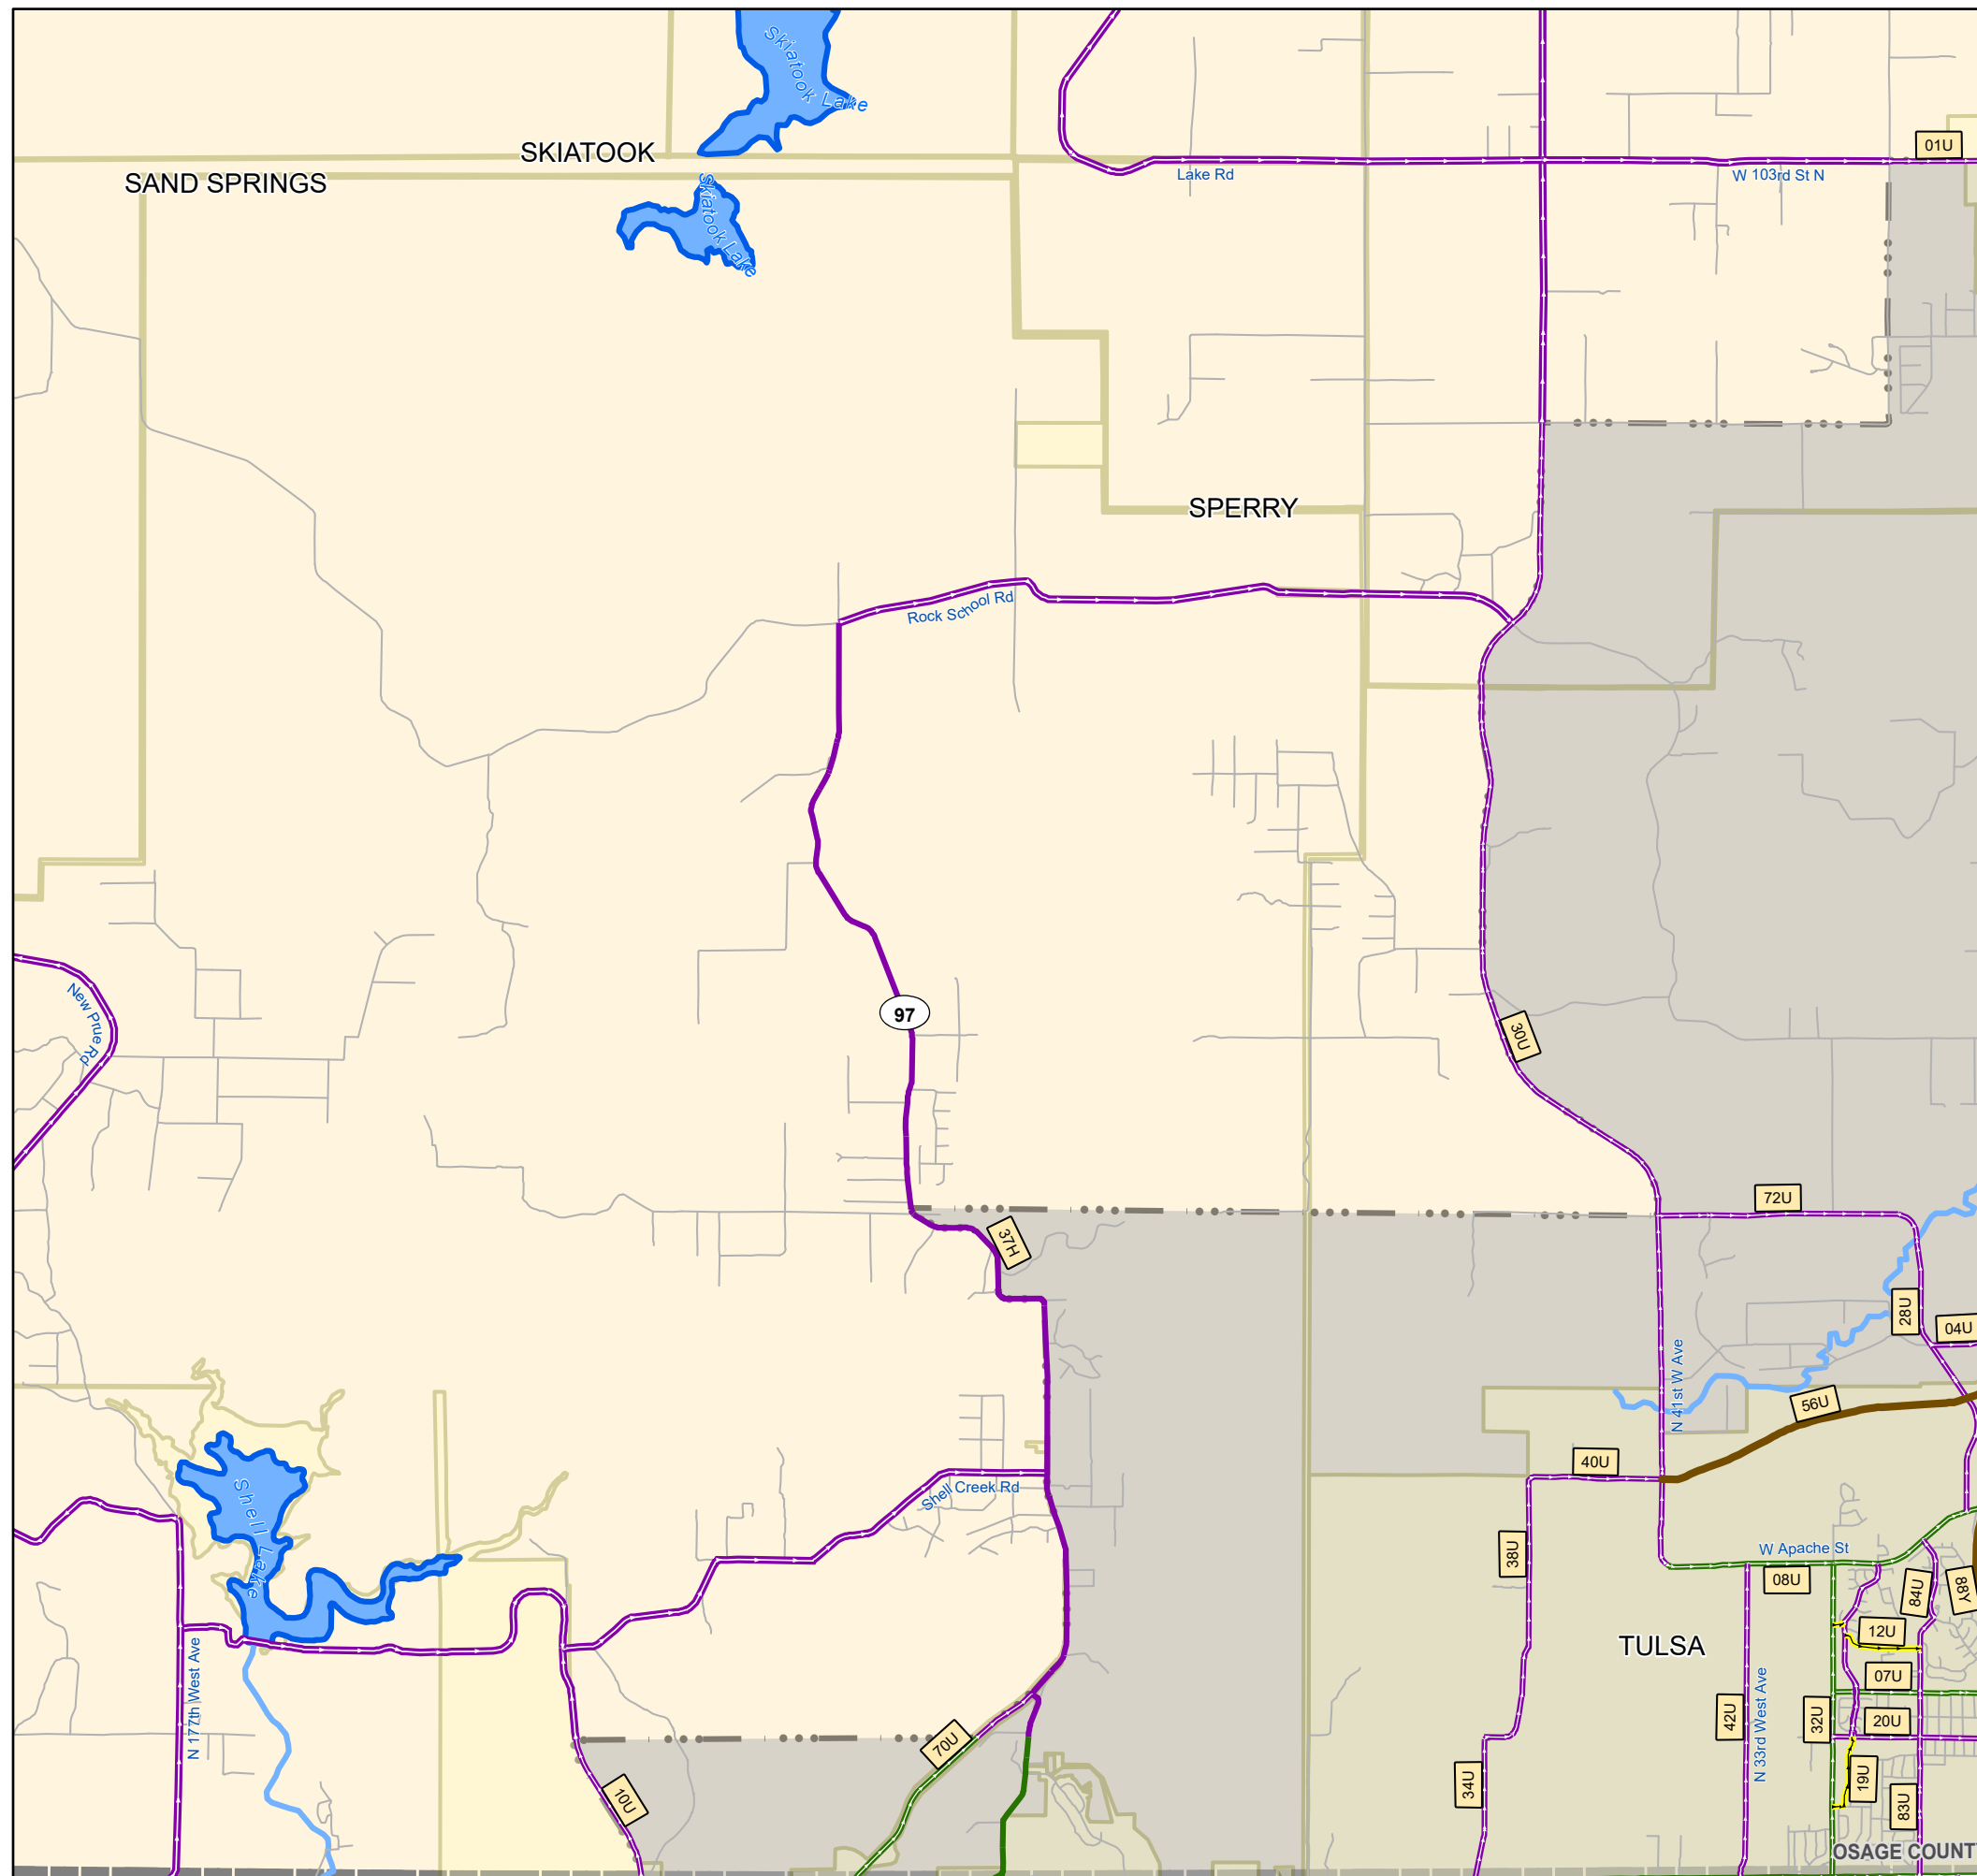 Skiatook Lake
01U
SKIATOOK
Lake Rd
W 103rd St N
SAND SPRINGS
Skiatook Lake
SPERRY
Rock School Rd
New Prue Rd
97
30U
72U
37H
28U
04U
N 41st W Ave
56U
40U
Shell Creek Rd
Shell Lake
38U
W Apache St
08U
84U
88Y
12U
TULSA
N 177th West Ave
07U
N 33rd West Ave
42U
32U
20U
70U
34U
19U
10U
83U
OSAGE COUNT